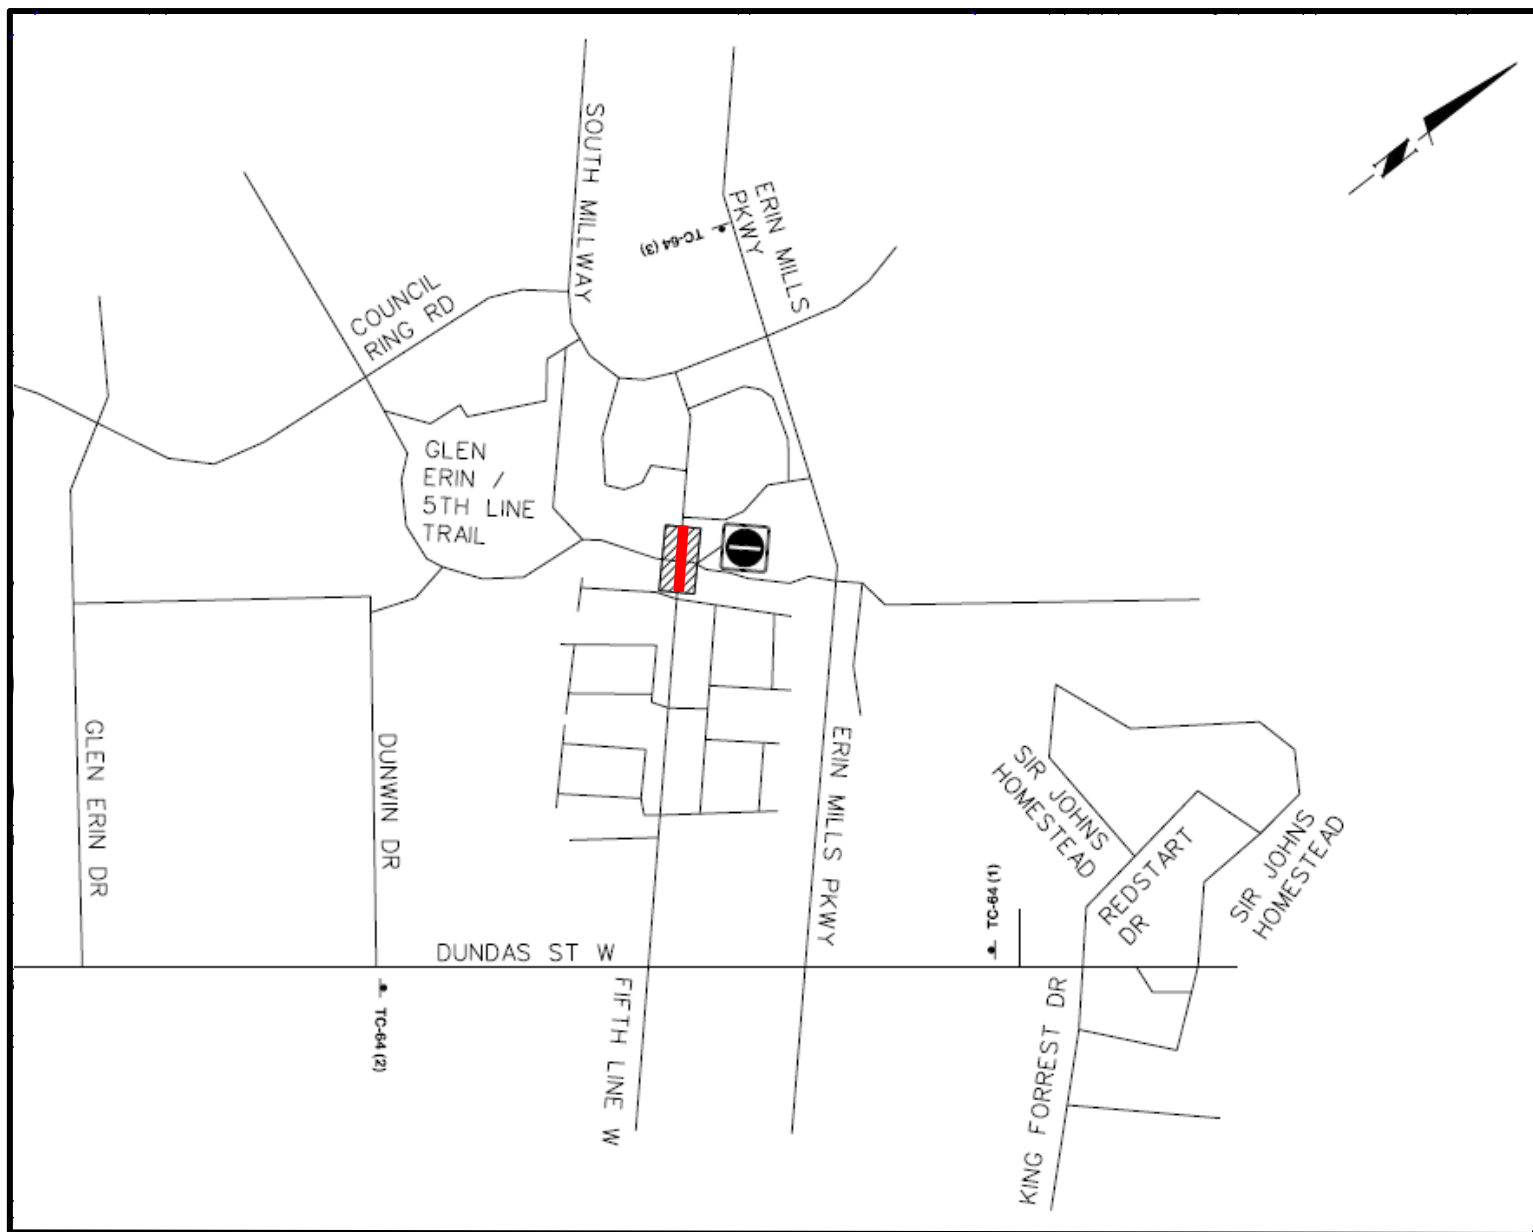 SOUTH MILLWAY
ERIN MILLS
PKWY
TC-64 (3)
N
COUNCIL
RING RD
GLEN
ERIN /
5TH LINE
TRAIL
GLEN ERIN DR
DUNWIN DR
ERIN MILLS PKWY
SIR JOHNS
HOMESTEAD
REDSTART
DR
SIR JOHNS
HOMESTEAD
TC-64 (1)
DUNDAS ST W
TC-64 (2)
FIFTH LINE W
KING FORREST DR